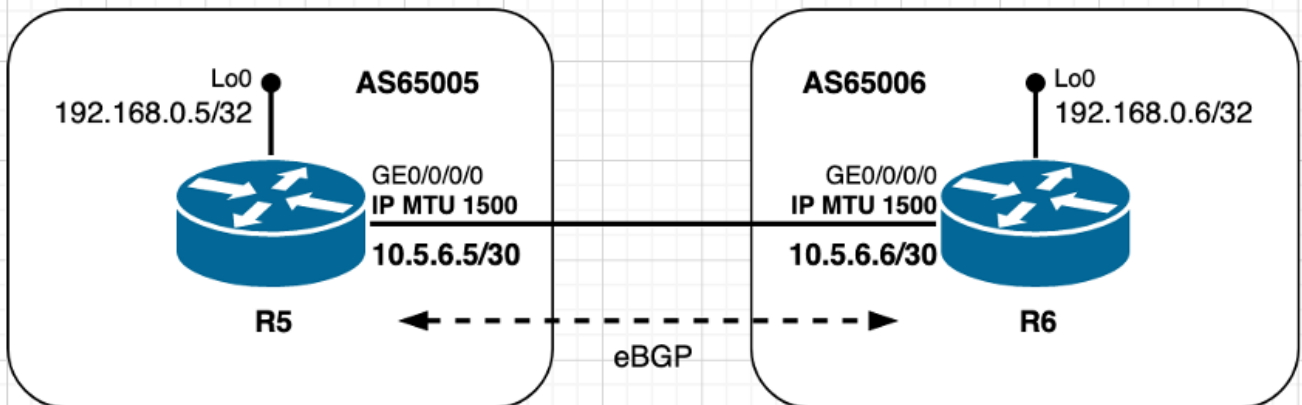 Lo0
192.168.0.5/32
AS65005
GE0/0/0/0
IP MTU 1500
10.5.6.5/30
R5
eBGP
AS65006
Lo0
192.168.0.6/32
GE0/0/0/0
IP MTU 1500
10.5.6.6/30
R6